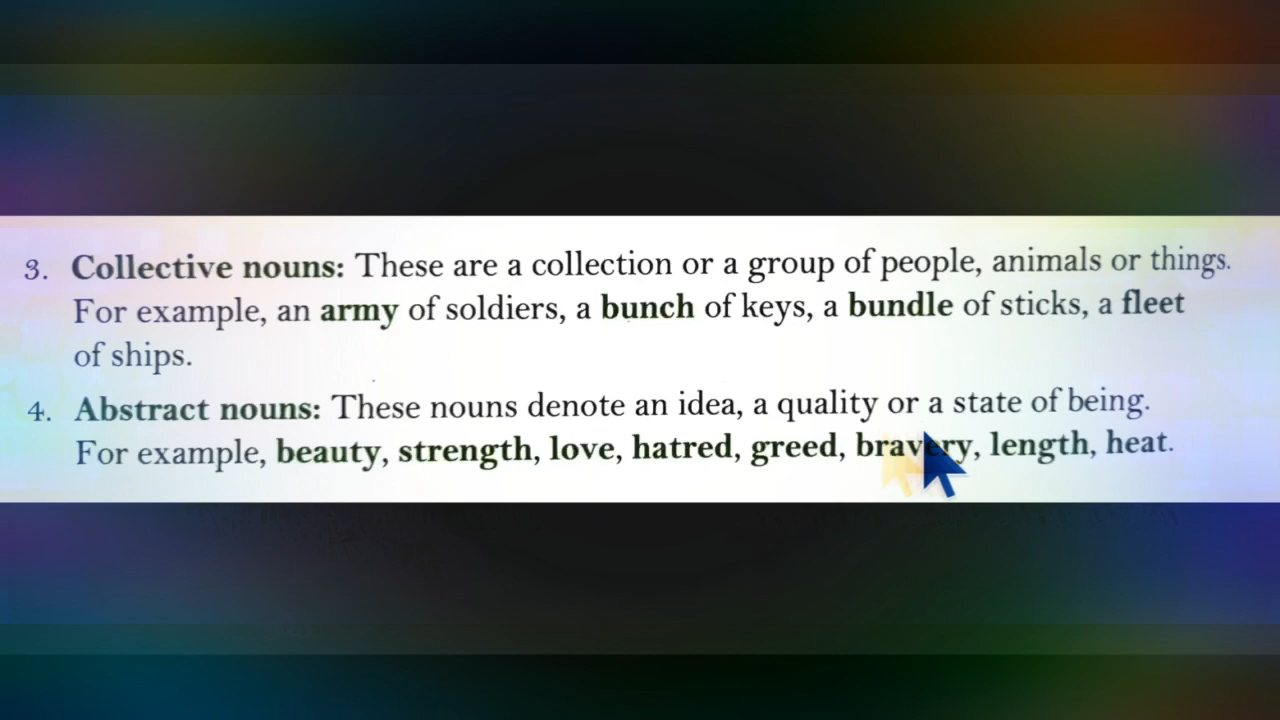 3. Collective nouns: These are a collection or a group of people, animals or things.
For example, an army of soldiers, a bunch of keys, a bundle of sticks, a fleet
of ships.
4. Abstract nouns: These nouns denote an idea, a quality or a state of being.
For example, beauty, strength, love, hatred, greed, bravery, length, heat.